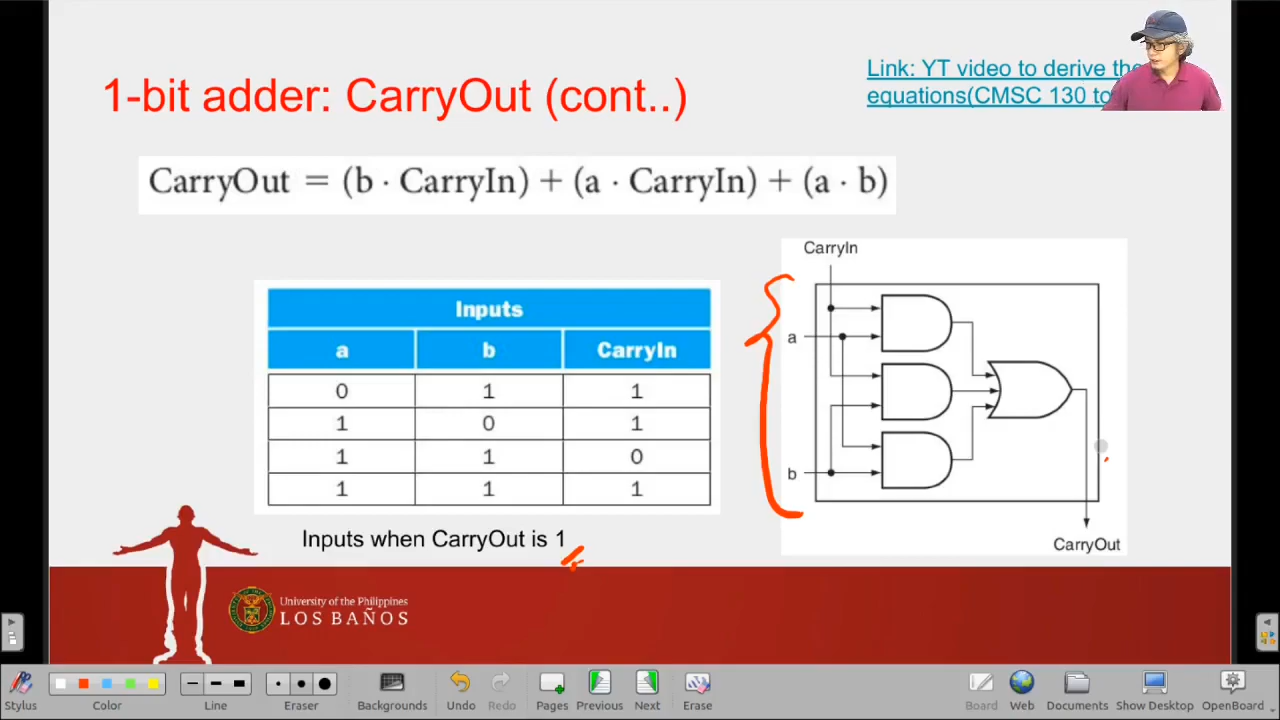 Link: YT video to derive the
1-bit adder: CarryOut (cont..)
equations(CMSC 130 to
CarryOut = (b · CarryIn) + (a · CarryIn) + (a · b)
CarryIn
Inputs
a b CarryIn
0 1 1
1 0 1
1 1 0
1 1 1
a
b
Inputs when CarryOut is 1
CarryOut
University of the Philippines
LOS BAÑOS
Stylus Color Line Eraser Backgrounds Undo Redo Pages Previous Next Erase Board Web Documents Show Desktop OpenBoard